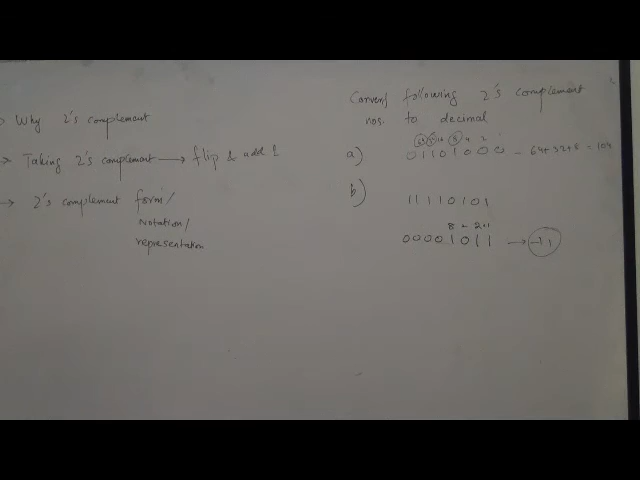 Why 2's complement
→ Taking 2's complement → flip & add 1
→ 2's complement form/
notation/
representation
Convert following 2's complement
nos. to decimal
a) 01101000 - 64+32+8 = 104
b) 11110101
8 2 1
00001011 → -11